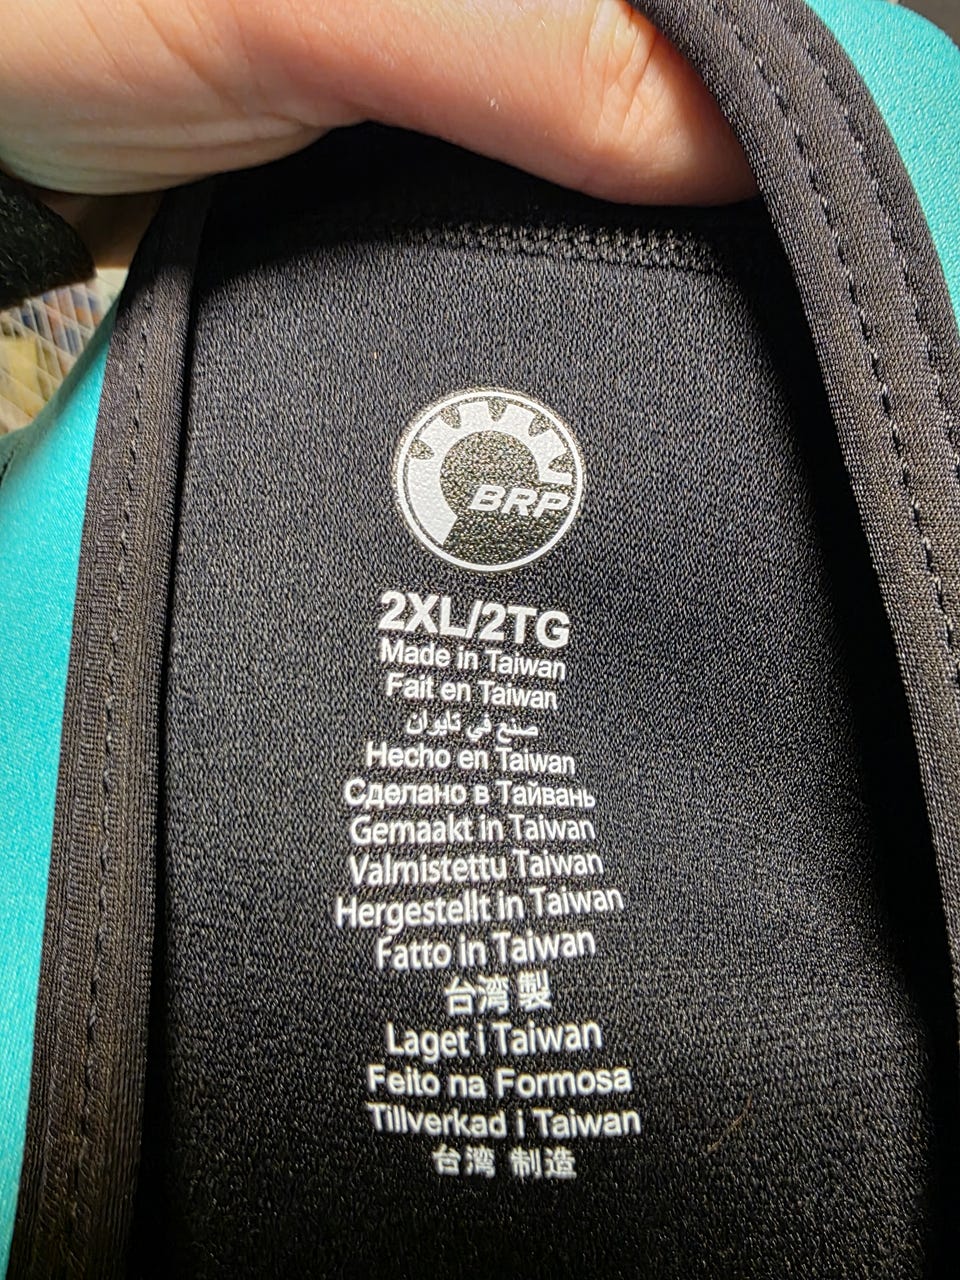 BRP
2XL/2TG
Made in Taiwan
Fait en Taiwan
صنع في تايوان
Hecho en Taiwan
Сделано в Тайвань
Gemaakt in Taiwan
Valmistettu Taiwan
Hergestellt in Taiwan
Fatto in Taiwan
台湾 製
Laget i Taiwan
Feito na Formosa
Tillverkad i Taiwan
台湾 制造